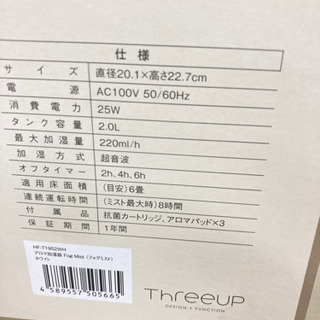 仕様
サイズ 直径20.1×高さ22.7cm
電源 AC100V 50/60Hz
消費電力 25W
タンク容量 2.0L
最大加湿量 220ml/h
加湿方式 超音波
オフタイマー 2h、4h、6h
適用床面積 (目安)6畳
連続運転時間 (ミスト最大時)8時間
付属品 抗菌カートリッジ、アロマパッド×3
保証期間 1年間
HF-T1902WH
アロマ加湿器 Fog Mist (フォグミスト)
ホワイト
4 589557 505665
Threeup
DESIGN + FUNCTION